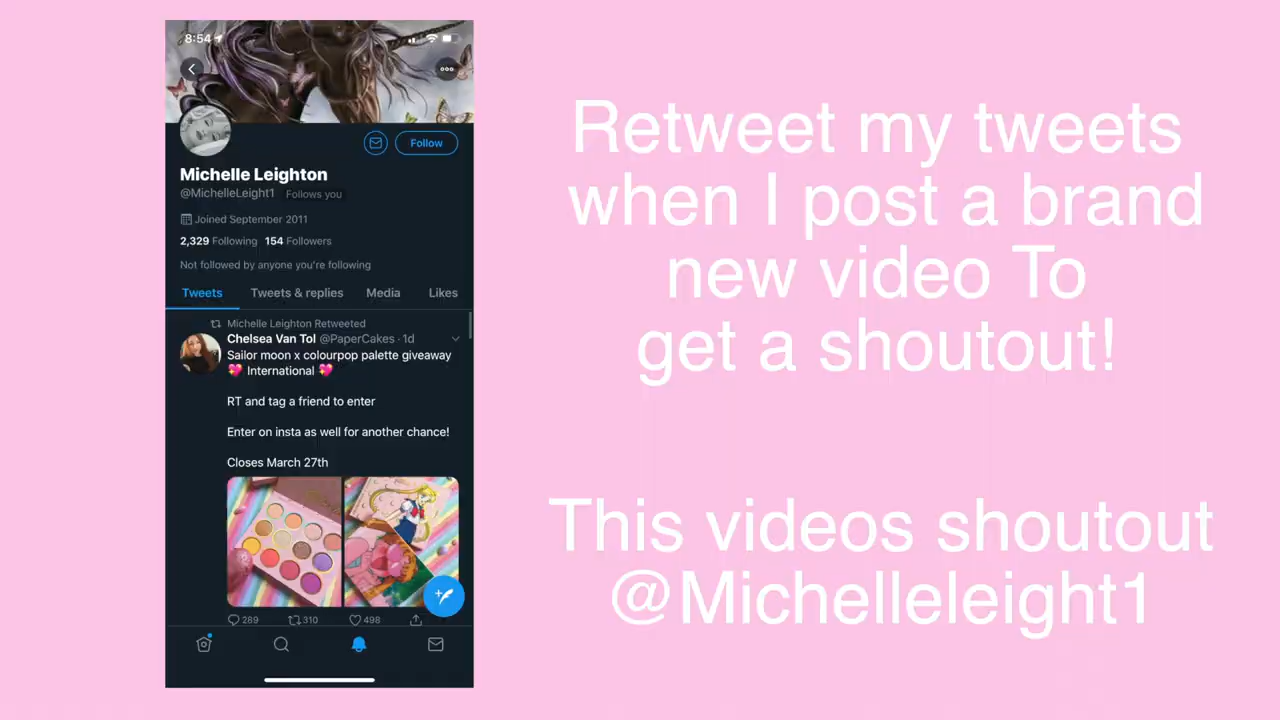 8:54
Follow
Michelle Leighton
@MichelleLeight1 Follows you
Joined September 2011
2,329 Following 154 Followers
Not followed by anyone you're following
Tweets Tweets & replies Media Likes
Michelle Leighton Retweeted
Chelsea Van Tol @PaperCakes · 1d
Sailor moon x colourpop palette giveaway
💖 International 💖
RT and tag a friend to enter
Enter on insta as well for another chance!
Closes March 27th
289 310 498
Retweet my tweets
when I post a brand
new video To
get a shoutout!
This videos shoutout
@Michelleleight1